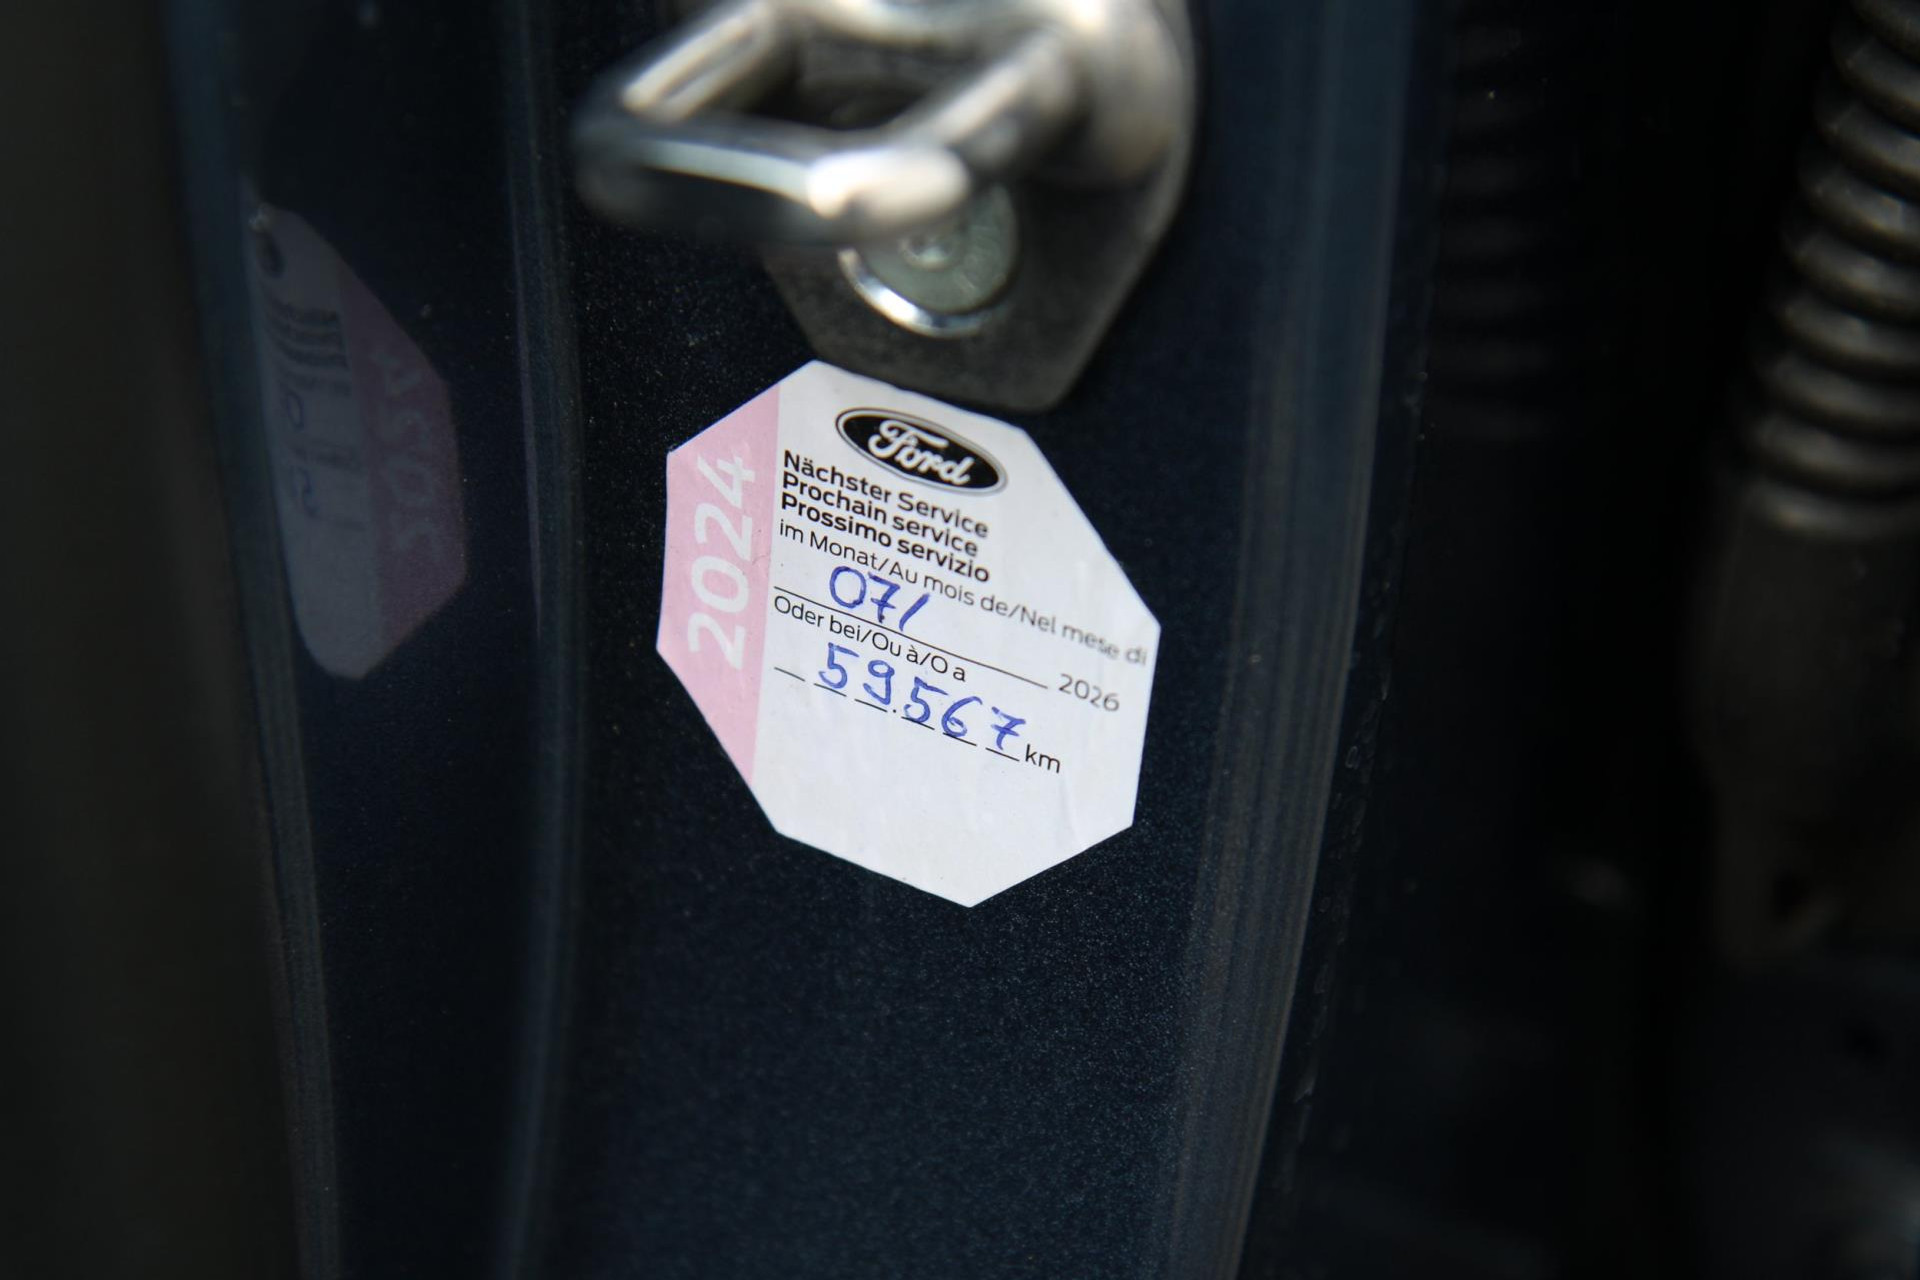 Ford
Nächster Service
Prochain service
Prossimo servizio
im Monat/Au mois de/Nel mese di
07/ 2026
Oder bei/Ou à/O a
59.567 km
2024